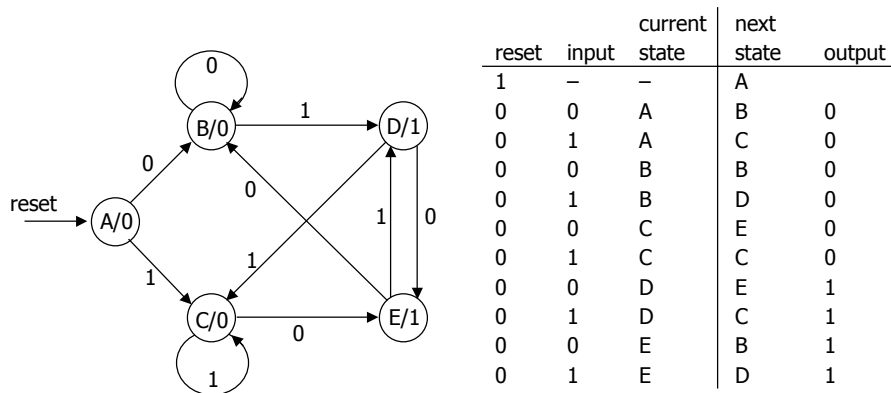 0
B/0
1
D/1
0
0
reset
A/0
1
0
1
1
C/0
0
E/1
1
current next
reset input state state output
1 – – A
0 0 A B 0
0 1 A C 0
0 0 B B 0
0 1 B D 0
0 0 C E 0
0 1 C C 0
0 0 D E 1
0 1 D C 1
0 0 E B 1
0 1 E D 1